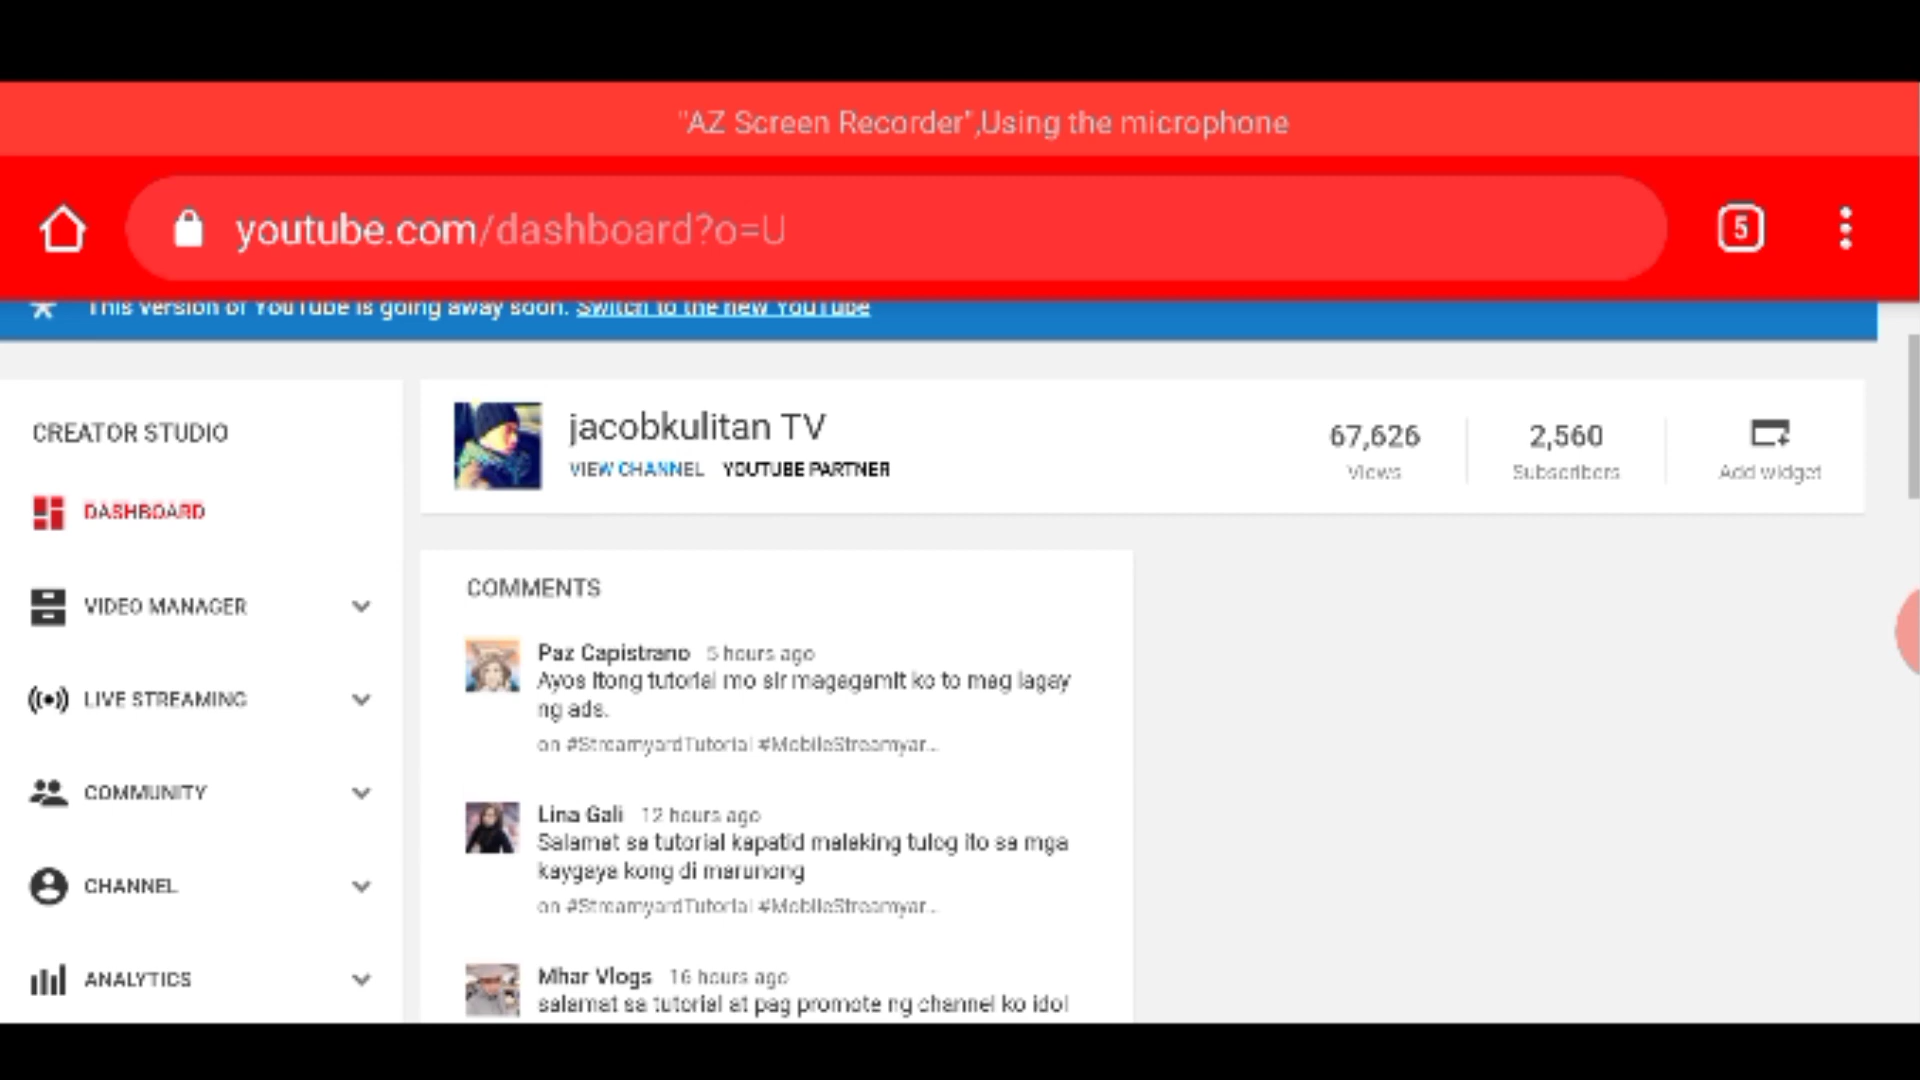 "AZ Screen Recorder",Using the microphone
youtube.com/dashboard?o=U
5
This version of YouTube is going away soon. Switch to the new YouTube
CREATOR STUDIO
DASHBOARD
VIDEO MANAGER
LIVE STREAMING
COMMUNITY
CHANNEL
ANALYTICS
jacobkulitan TV
VIEW CHANNEL YOUTUBE PARTNER
67,626
Views
2,560
Subscribers
Add widget
COMMENTS
Paz Capistrano 5 hours ago
Ayos itong tutorial mo sir magagamit ko to mag lagay
ng ads.
on #StreamyardTutorial #MobileStreamyar...
Lina Gali 12 hours ago
Salamat sa tutorial kapatid malaking tulog ito sa mga
kaygaya kong di marunong
on #StreamyardTutorial #MobileStreamyar...
Mhar Vlogs 16 hours ago
salamat sa tutorial at pag promote ng channel ko idol